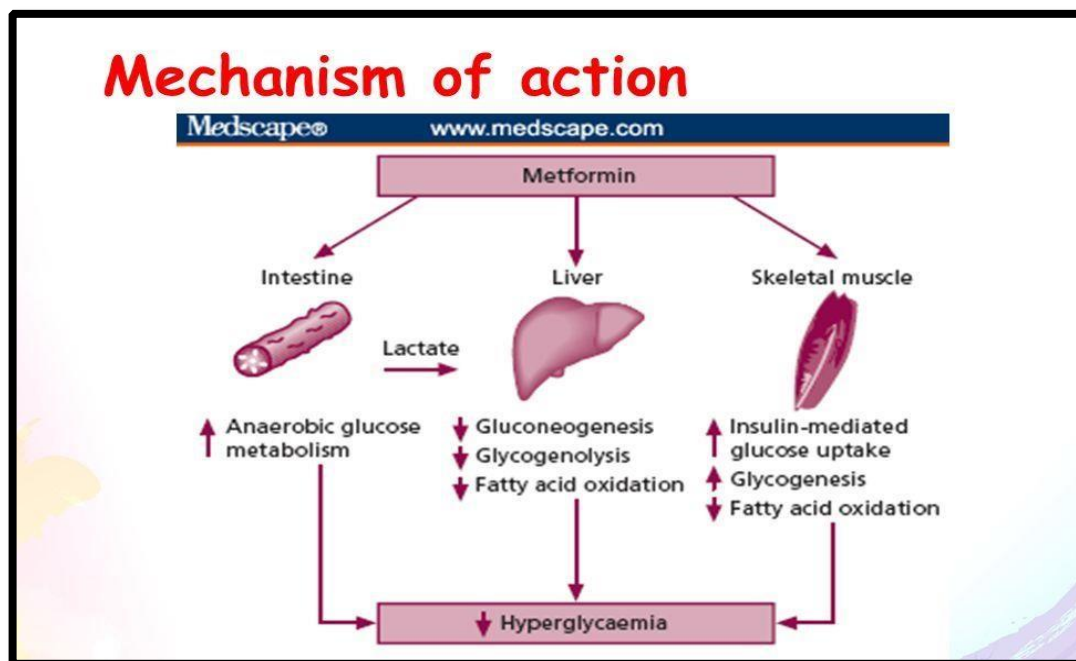 Mechanism of action
Medscape® www.medscape.com
Metformin
Intestine
Liver
Skeletal muscle
Lactate
↑ Anaerobic glucose
metabolism
↓ Gluconeogenesis
↓ Glycogenolysis
↓ Fatty acid oxidation
↑ Insulin-mediated
glucose uptake
↑ Glycogenesis
↓ Fatty acid oxidation
↓ Hyperglycaemia